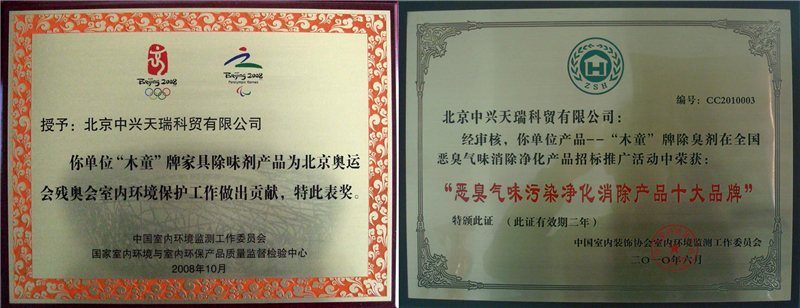 Beijing 2008
Beijing 2008
Paralympic Games
授予：北京中兴天瑞科贸有限公司
你单位“木童”牌家具除味剂产品为北京奥运
会残奥会室内环境保护工作做出贡献，特此表奖。
中国室内环境监测工作委员会
国家室内环境与室内环保产品质量监督检验中心
2008年10月
ZSH
编号：CC2010003
北京中兴天瑞科贸有限公司：
经审核，你单位产品--“木童”牌除臭剂在全国
恶臭气味消除净化产品招标推广活动中荣获：
“恶臭气味污染净化消除产品十大品牌”
特颁此证 （此证有效期二年）
中国室内装饰协会室内环境监测工作委员会
二〇一〇年六月